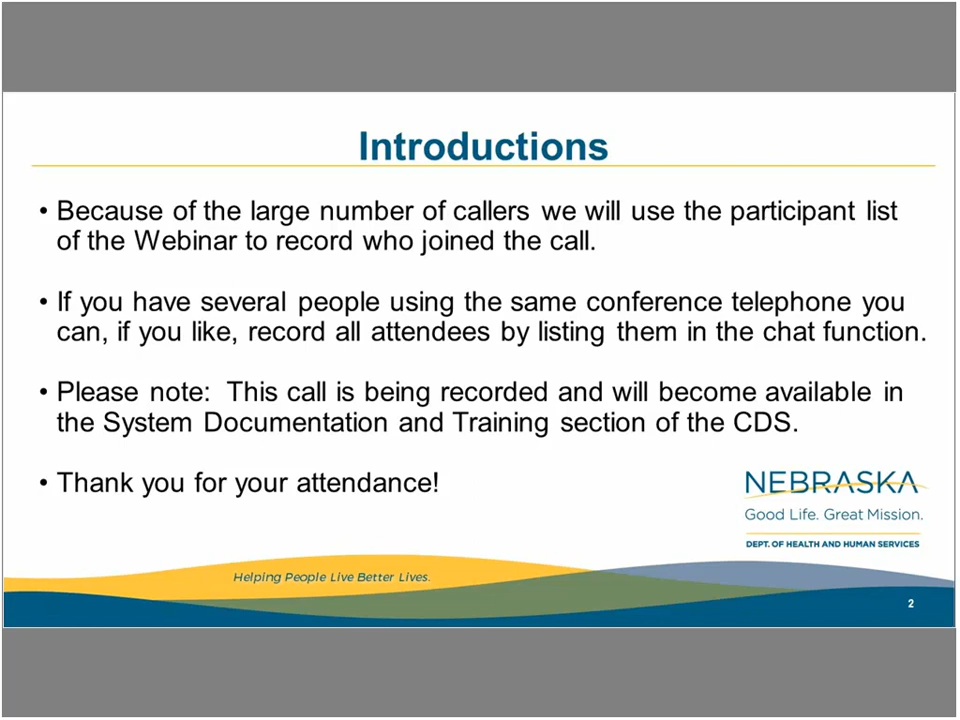 Introductions
• Because of the large number of callers we will use the participant list
of the Webinar to record who joined the call.
• If you have several people using the same conference telephone you
can, if you like, record all attendees by listing them in the chat function.
• Please note:  This call is being recorded and will become available in
the System Documentation and Training section of the CDS.
• Thank you for your attendance!
NEBRASKA
Good Life. Great Mission.
DEPT. OF HEALTH AND HUMAN SERVICES
Helping People Live Better Lives.
2